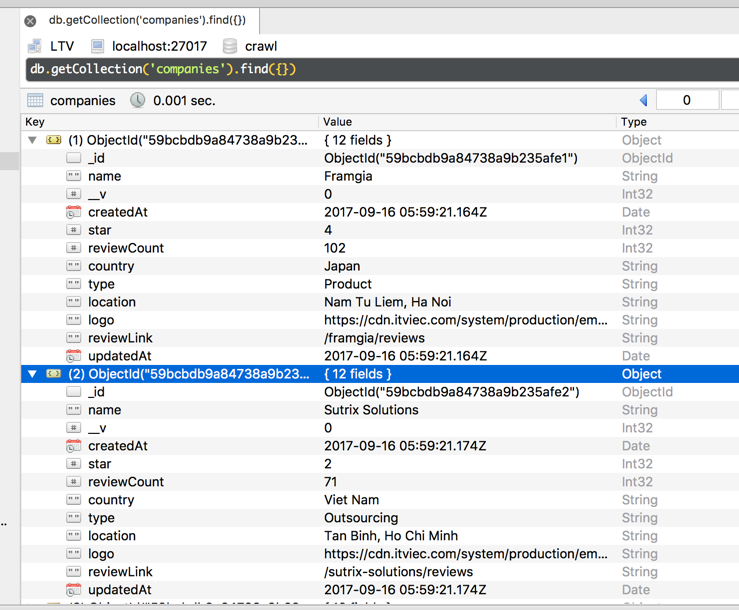 db.getCollection('companies').find({})
LTV localhost:27017 crawl
db.getCollection('companies').find({})
companies 0.001 sec. 0
Key Value Type
(1) ObjectId("59bcbdb9a84738a9b23... { 12 fields } Object
_id ObjectId("59bcbdb9a84738a9b235afe1") ObjectId
name Framgia String
__v 0 Int32
createdAt 2017-09-16 05:59:21.164Z Date
star 4 Int32
reviewCount 102 Int32
country Japan String
type Product String
location Nam Tu Liem, Ha Noi String
logo https://cdn.itviec.com/system/production/em... String
reviewLink /framgia/reviews String
updatedAt 2017-09-16 05:59:21.164Z Date
(2) ObjectId("59bcbdb9a84738a9b23... { 12 fields } Object
_id ObjectId("59bcbdb9a84738a9b235afe2") ObjectId
name Sutrix Solutions String
__v 0 Int32
createdAt 2017-09-16 05:59:21.174Z Date
star 2 Int32
reviewCount 71 Int32
country Viet Nam String
type Outsourcing String
location Tan Binh, Ho Chi Minh String
logo https://cdn.itviec.com/system/production/em... String
reviewLink /sutrix-solutions/reviews String
updatedAt 2017-09-16 05:59:21.174Z Date